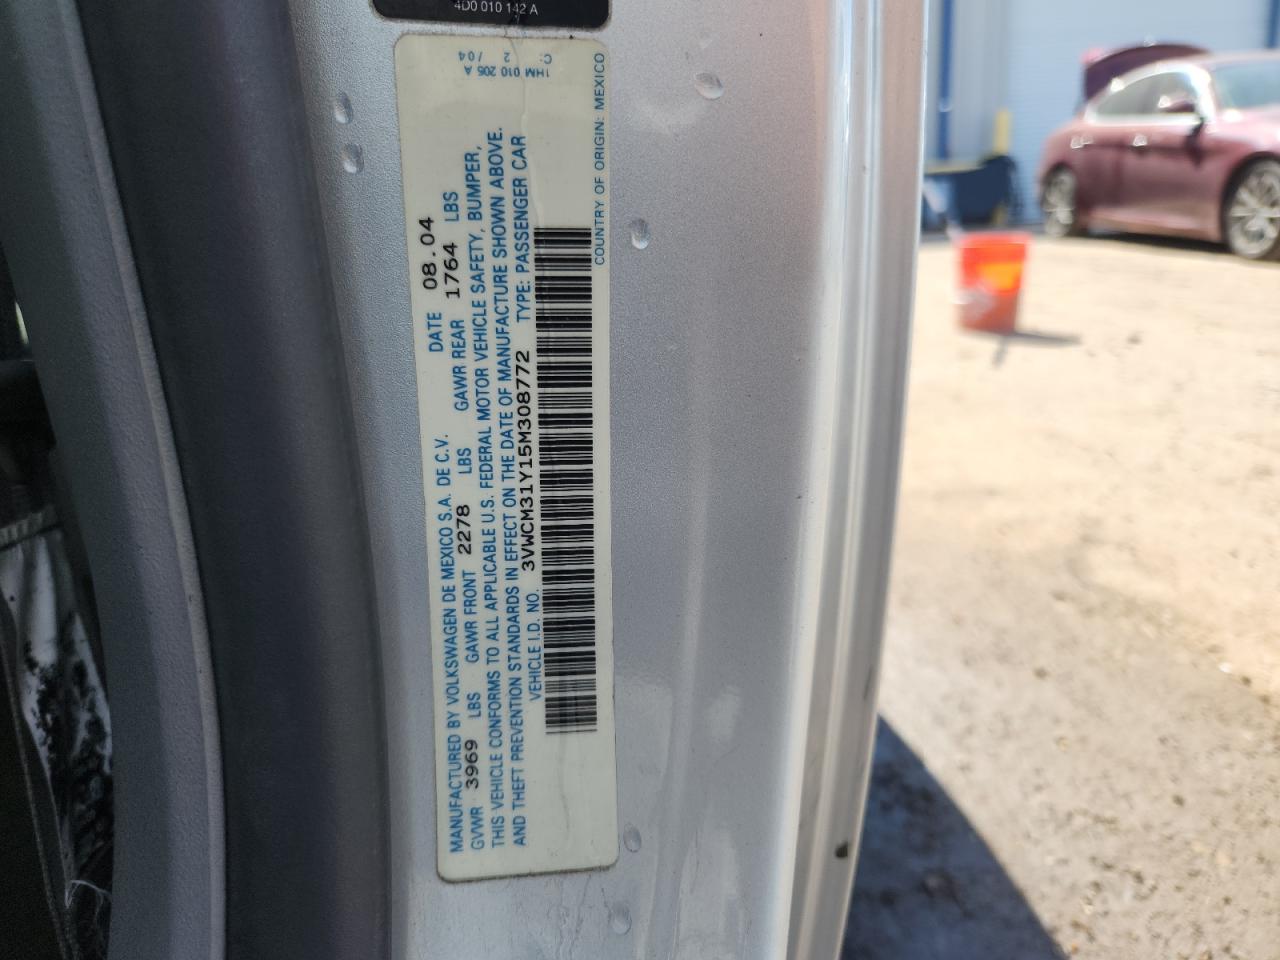 4D0 010 142 A
1HM 010 205 A
C: 2 /04
MANUFACTURED BY VOLKSWAGEN DE MEXICO S.A. DE C.V. DATE 08.04
GVWR 3969 LBS GAWR FRONT 2278 LBS GAWR REAR 1764 LBS
THIS VEHICLE CONFORMS TO ALL APPLICABLE U.S. FEDERAL MOTOR VEHICLE SAFETY, BUMPER,
AND THEFT PREVENTION STANDARDS IN EFFECT ON THE DATE OF MANUFACTURE SHOWN ABOVE.
VEHICLE I.D. NO. 3VWCM31Y15M308772 TYPE: PASSENGER CAR
COUNTRY OF ORIGIN: MEXICO